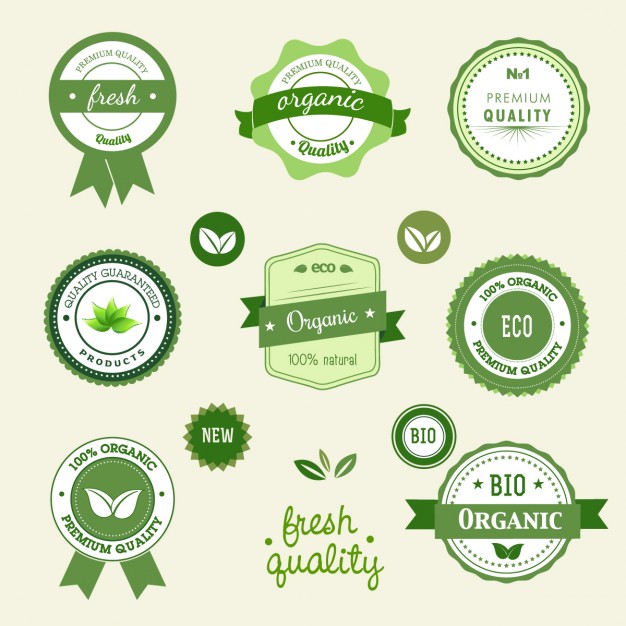 PREMIUM QUALITY
fresh
Quality
PREMIUM QUALITY
organic
Quality
№1
PREMIUM
QUALITY
QUALITY GUARANTEED
PRODUCTS
eco
Organic
100% natural
100% ORGANIC
ECO
PREMIUM QUALITY
NEW
BIO
100% ORGANIC
PREMIUM QUALITY
fresh
quality
BIO
ORGANIC